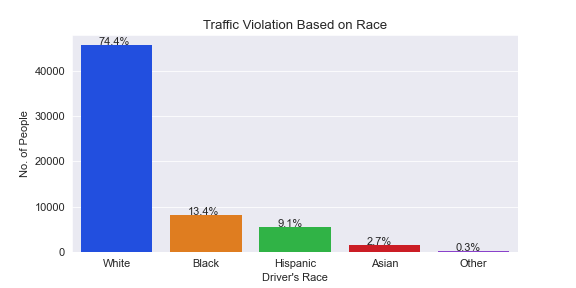 Traffic Violation Based on Race
74.4%
40000
30000
20000
10000
0
No. of People
13.4%
9.1%
2.7%
0.3%
White
Black
Hispanic
Asian
Other
Driver's Race